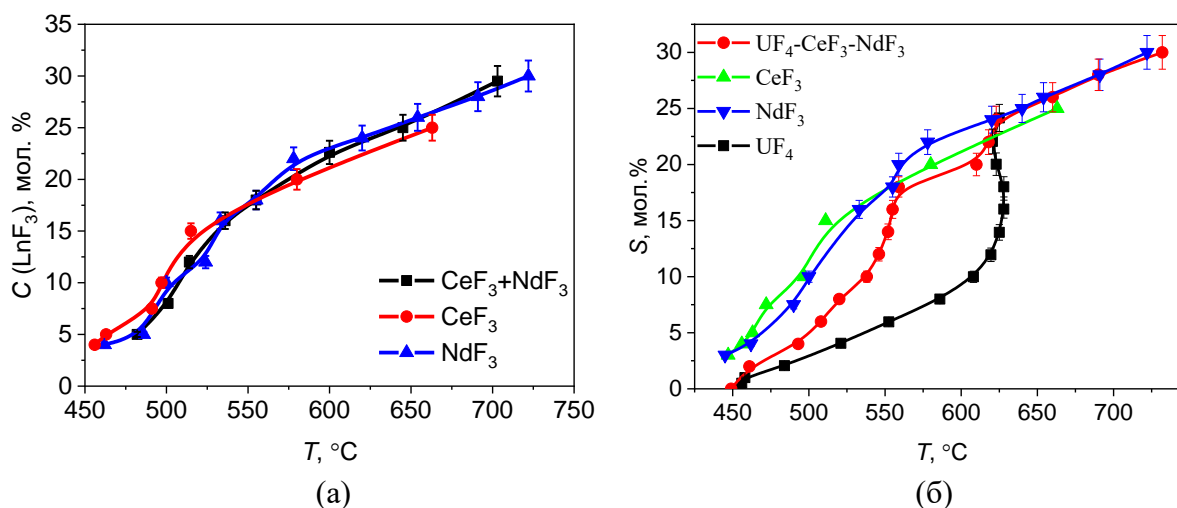 (а)
35
30
25
20
15
10
5
0
C (LnF₃), мол. %
450 500 550 600 650 700 750
T, °C
CeF₃+NdF₃
CeF₃
NdF₃
(б)
30
25
20
15
10
5
0
S, мол.%
450 500 550 600 650 700
T, °C
UF₄-CeF₃-NdF₃
CeF₃
NdF₃
UF₄